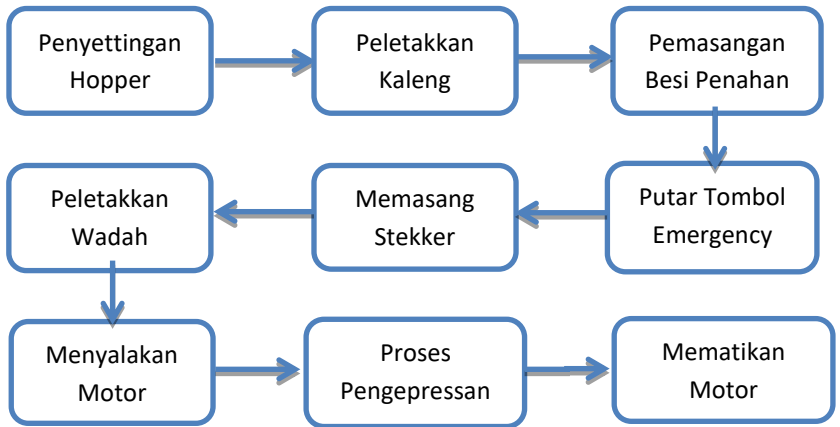 Penyettingan
Hopper
Peletakkan
Kaleng
Pemasangan
Besi Penahan
Putar Tombol
Emergency
Memasang
Stekker
Peletakkan
Wadah
Menyalakan
Motor
Proses
Pengepressan
Mematikan
Motor